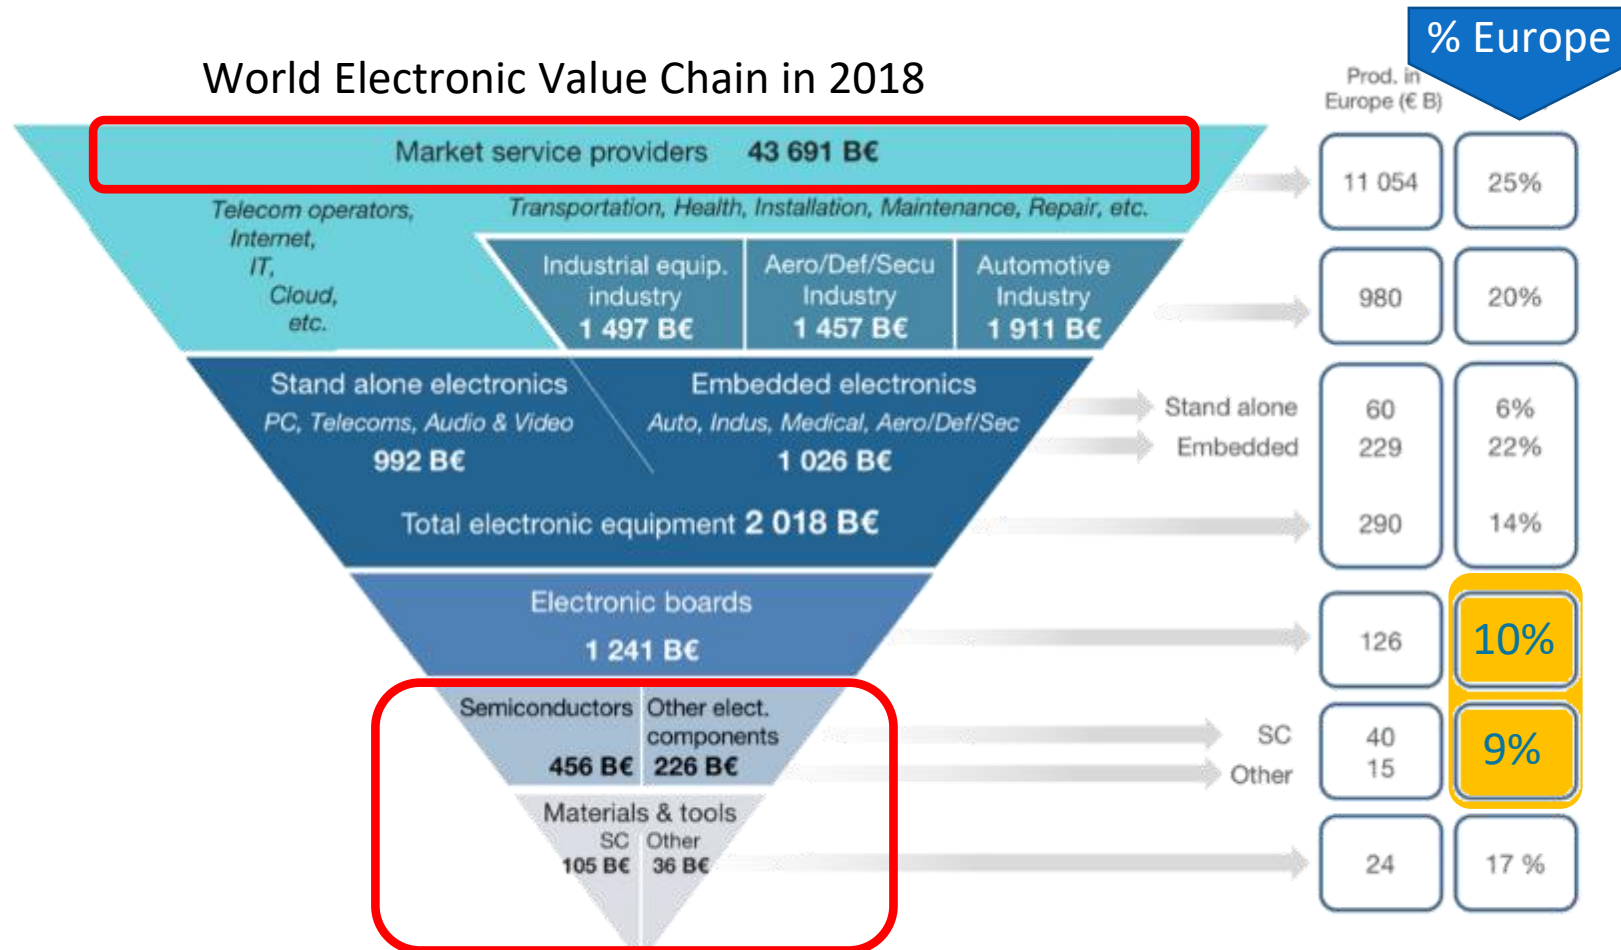 % Europe
World Electronic Value Chain in 2018
Prod. in
Europe (€ B)
Market service providers 43 691 B€
11 054 25%
Telecom operators,
Internet,
IT,
Cloud,
etc.
Transportation, Health, Installation, Maintenance, Repair, etc.
Industrial equip.
industry
1 497 B€
Aero/Def/Secu
Industry
1 457 B€
Automotive
Industry
1 911 B€
980 20%
Stand alone electronics
PC, Telecoms, Audio & Video
992 B€
Embedded electronics
Auto, Indus, Medical, Aero/Def/Sec
1 026 B€
Stand alone 60 6%
Embedded 229 22%
Total electronic equipment 2 018 B€
290 14%
Electronic boards
1 241 B€
126 10%
Semiconductors
456 B€
Other elect.
components
226 B€
SC 40
Other 15
9%
Materials & tools
SC Other
105 B€ 36 B€
24 17 %